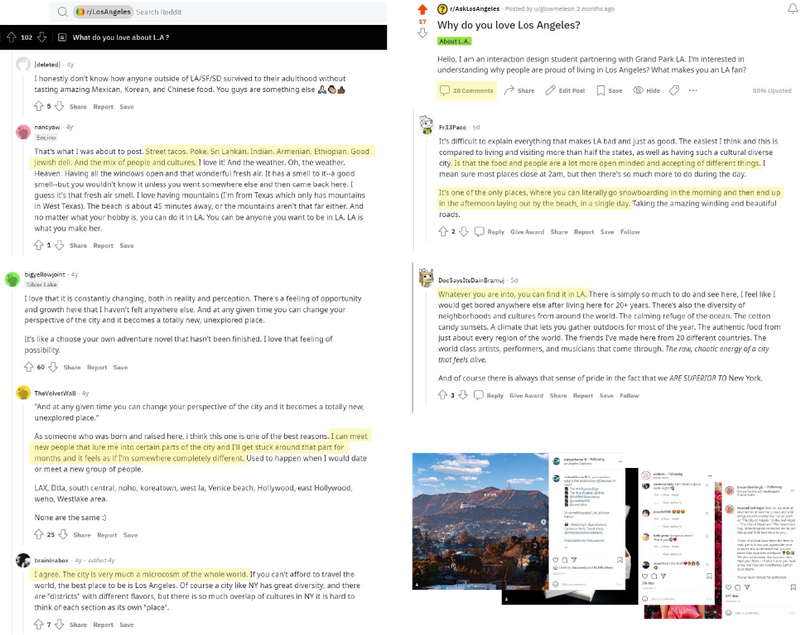 r/LosAngeles Search Reddit
102 What do you love about L.A ?
[deleted] · 4y
I honestly don't know how anyone outside of LA/SF/SD survived to their adulthood without
tasting amazing Mexican, Korean, and Chinese food. You guys are something else
5 Share Report Save
nancyaw · 4y
Encino
That's what I was about to post. Street tacos. Poke. Sri Lankan. Indian. Armenian. Ethiopian. Good
Jewish deli. And the mix of people and cultures. I love it! And the weather. Oh, the weather.
Heaven. Having all the windows open and that wonderful fresh air. It has a smell to it--a good
smell--but you wouldn't know it unless you went somewhere else and then came back here. I
guess it's that fresh air smell. I love having mountains (I'm from Texas which only has mountains
in West Texas). The beach is about 45 minutes away, or the mountains aren't that far either. And
no matter what your hobby is, you can do it in LA. You can be anyone you want to be in LA. LA is
what you make her.
1 Share Report Save
bigyellowjoint · 4y
Silver Lake
I love that it is constantly changing, both in reality and perception. There's a feeling of opportunity
and growth here that I haven't felt anywhere else. And at any given time you can change your
perspective of the city and it becomes a totally new, unexplored place.
It's like a choose your own adventure novel that hasn't been finished. I love that feeling of
possibility.
60 Share Report Save
TheVelvetWall · 4y
"And at any given time you can change your perspective of the city and it becomes a totally new,
unexplored place."
As someone who was born and raised here, i think this one is one of the best reasons. I can meet
new people that lure me into certain parts of the city and I'll get stuck around that part for
months and it feels as if I'm somewhere completely different. Used to happen when I would date
or meet a new group of people.
LAX, Dtla, south central, noho, koreatown, west la, Venice beach, Hollywood, east Hollywood,
weho, Westlake area.
None are the same :)
25 Share Report Save
braininabox · 4y · edited 4y
I agree. The city is very much a microcosm of the whole world. If you can't afford to travel the
world, the best place to be is Los Angeles. Of course a city like NY has great diversity, and there
are "districts" with different flavors, but there is so much overlap of cultures in NY it is hard to
think of each section as its own "place".
7 Share Report Save
r/AskLosAngeles · Posted by u/glowmeleon 2 months ago
57
Why do you love Los Angeles?
About L.A.
Hello, I am an interaction design student partnering with Grand Park LA. I'm interested in
understanding why people are proud of living in Los Angeles? What makes you an LA fan?
28 Comments Share Edit Post Save Hide 88% Upvoted
Fr33Paco · 5d
It's difficult to explain everything that makes LA bad and just as good. The easiest I think and this is
compared to living and visiting more than half the states, as well as having such a cultural diverse
city. Is that the food and people are a lot more open minded and accepting of different things. I
mean sure most places close at 2am, but then there's so much more to do during the day.
It's one of the only places, where you can literally go snowboarding in the morning and then end up
in the afternoon laying out by the beach, in a single day. Taking the amazing winding and beautiful
roads.
2 Reply Give Award Share Report Save Follow
DocSaysItsDainBramuj · 5d
Whatever you are into, you can find it in LA. There is simply so much to do and see here, I feel like I
would get bored anywhere else after living here for 20+ years. There's also the diversity of
neighborhoods and cultures from around the world. The calming refuge of the ocean. The cotton
candy sunsets. A climate that lets you gather outdoors for most of the year. The authentic food from
just about every region of the world. The friends I've made here from 20 different countries. The
world class artists, performers, and musicians that come through. The raw, chaotic energy of a city
that feels alive.
And of course there is always that sense of pride in the fact that we ARE SUPERIOR TO New York.
3 Reply Give Award Share Report Save Follow